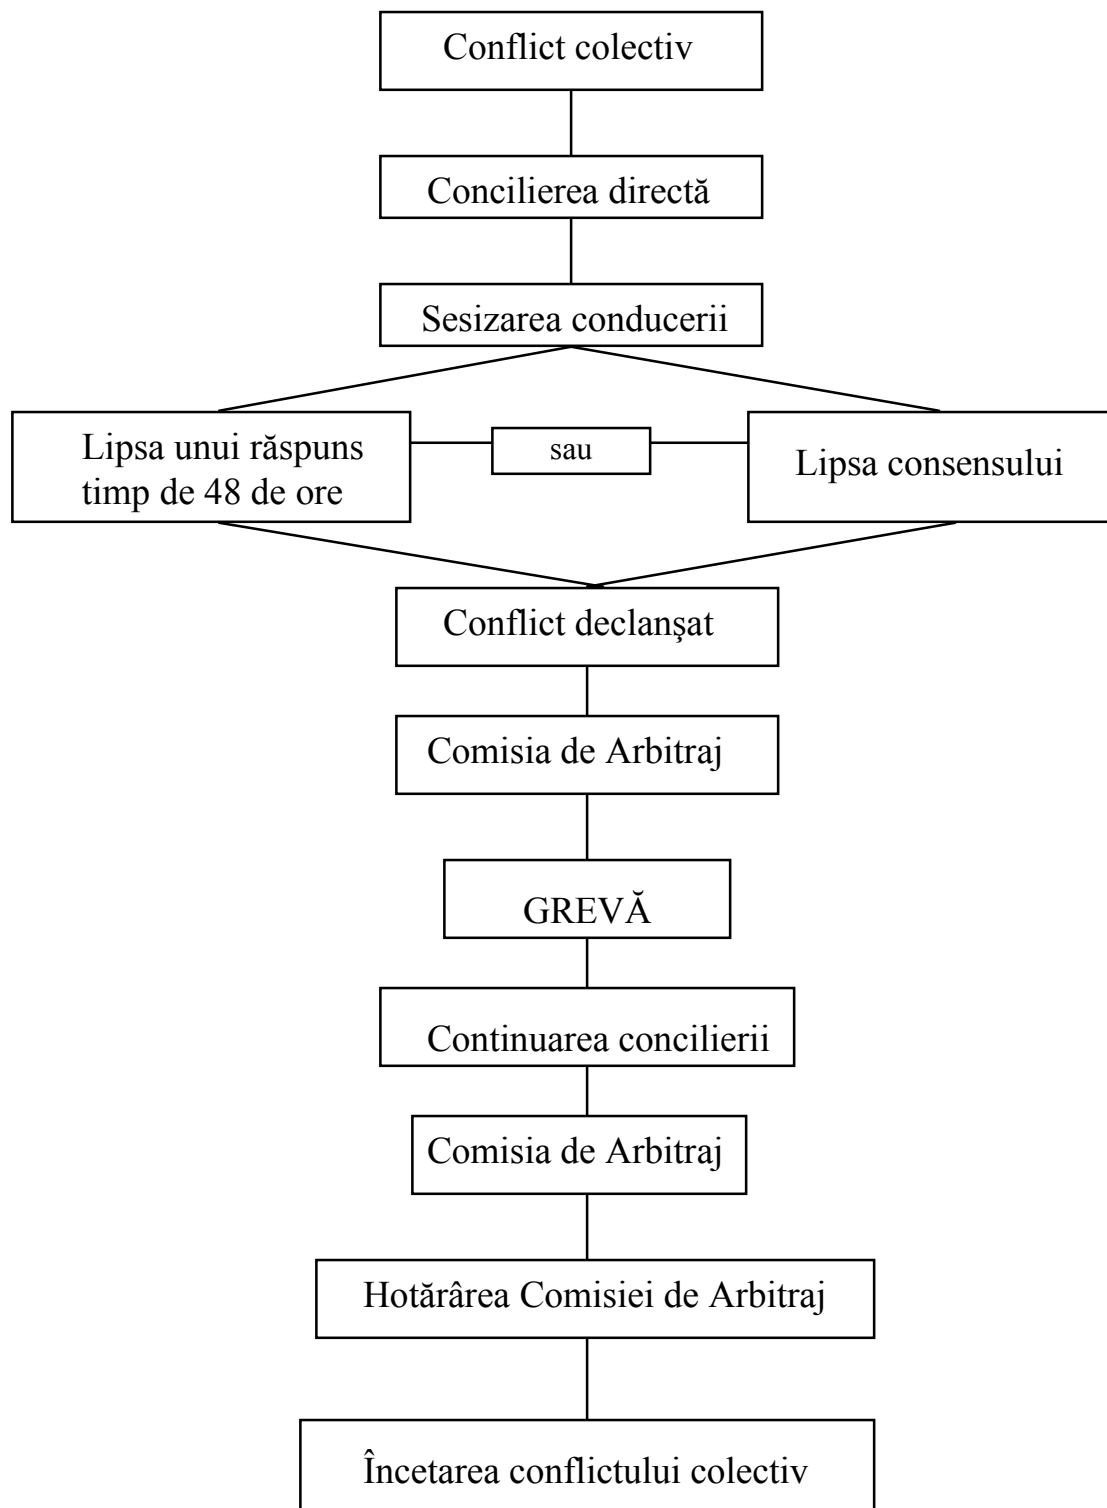 Conflict colectiv
Concilierea directă
Sesizarea conducerii
Lipsa unui răspuns
timp de 48 de ore
sau
Lipsa consensului
Conflict declanşat
Comisia de Arbitraj
GREVĂ
Continuarea concilierii
Comisia de Arbitraj
Hotărârea Comisiei de Arbitraj
Încetarea conflictului colectiv